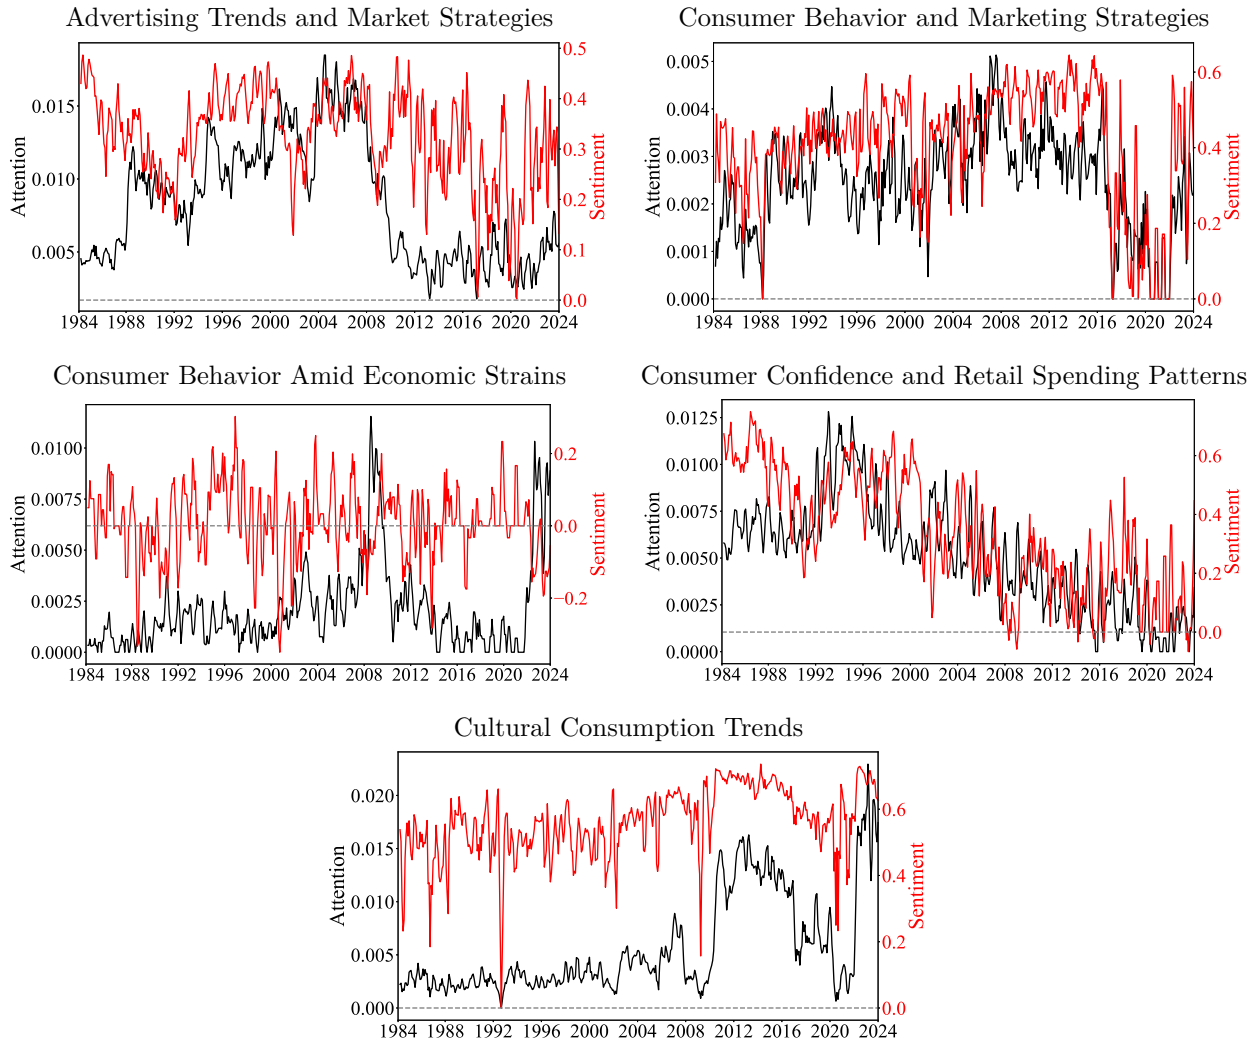 Advertising Trends and Market Strategies
Attention
0.015
0.010
0.005
0.5
0.4
0.3
0.2
0.1
0.0
Sentiment
1984 1988 1992 1996 2000 2004 2008 2012 2016 2020 2024
Consumer Behavior and Marketing Strategies
Attention
0.005
0.004
0.003
0.002
0.001
0.000
0.6
0.4
0.2
0.0
Sentiment
1984 1988 1992 1996 2000 2004 2008 2012 2016 2020 2024
Consumer Behavior Amid Economic Strains
Attention
0.0100
0.0075
0.0050
0.0025
0.0000
0.2
0.0
−0.2
Sentiment
1984 1988 1992 1996 2000 2004 2008 2012 2016 2020 2024
Consumer Confidence and Retail Spending Patterns
Attention
0.0125
0.0100
0.0075
0.0050
0.0025
0.0000
0.6
0.4
0.2
0.0
Sentiment
1984 1988 1992 1996 2000 2004 2008 2012 2016 2020 2024
Cultural Consumption Trends
Attention
0.020
0.015
0.010
0.005
0.000
0.6
0.4
0.2
0.0
Sentiment
1984 1988 1992 1996 2000 2004 2008 2012 2016 2020 2024